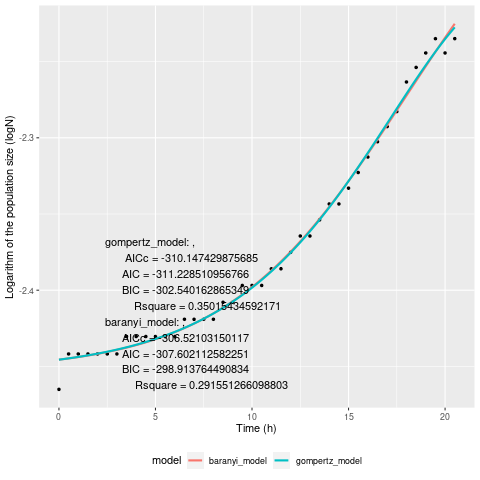 Logarithm of the population size (logN)
-2.3
-2.4
gompertz_model: ,
AICc = -310.147429875685
AIC = -311.228510956766
BIC = -302.540162865349
Rsquare = 0.35015434592171
baranyi_model: ,
AICc = -306.52103150117
AIC = -307.602112582251
BIC = -298.913764490834
Rsquare = 0.291551266098803
0 5 10 15 20
Time (h)
model baranyi_model gompertz_model